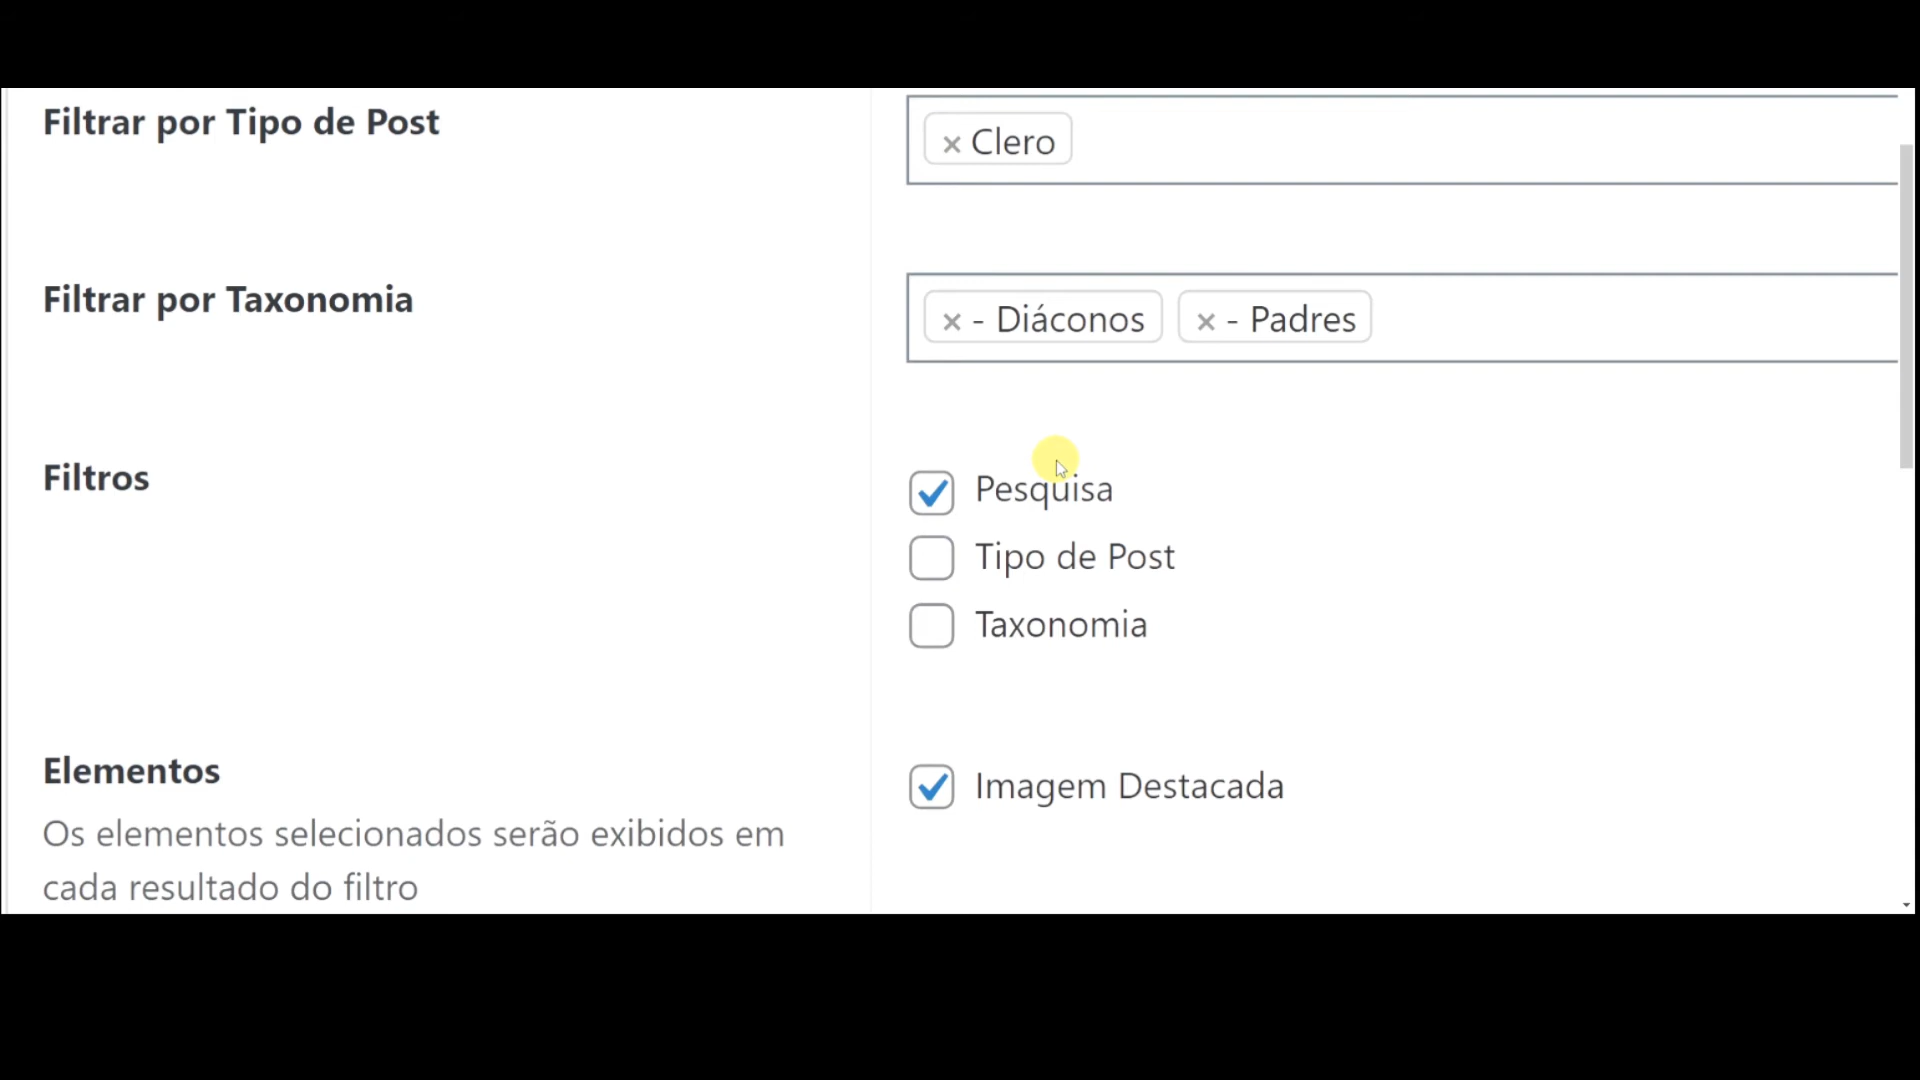 Filtrar por Tipo de Post
× Clero
Filtrar por Taxonomia
× - Diáconos × - Padres
Filtros
Pesquisa
Tipo de Post
Taxonomia
Elementos
Imagem Destacada
Os elementos selecionados serão exibidos em
cada resultado do filtro